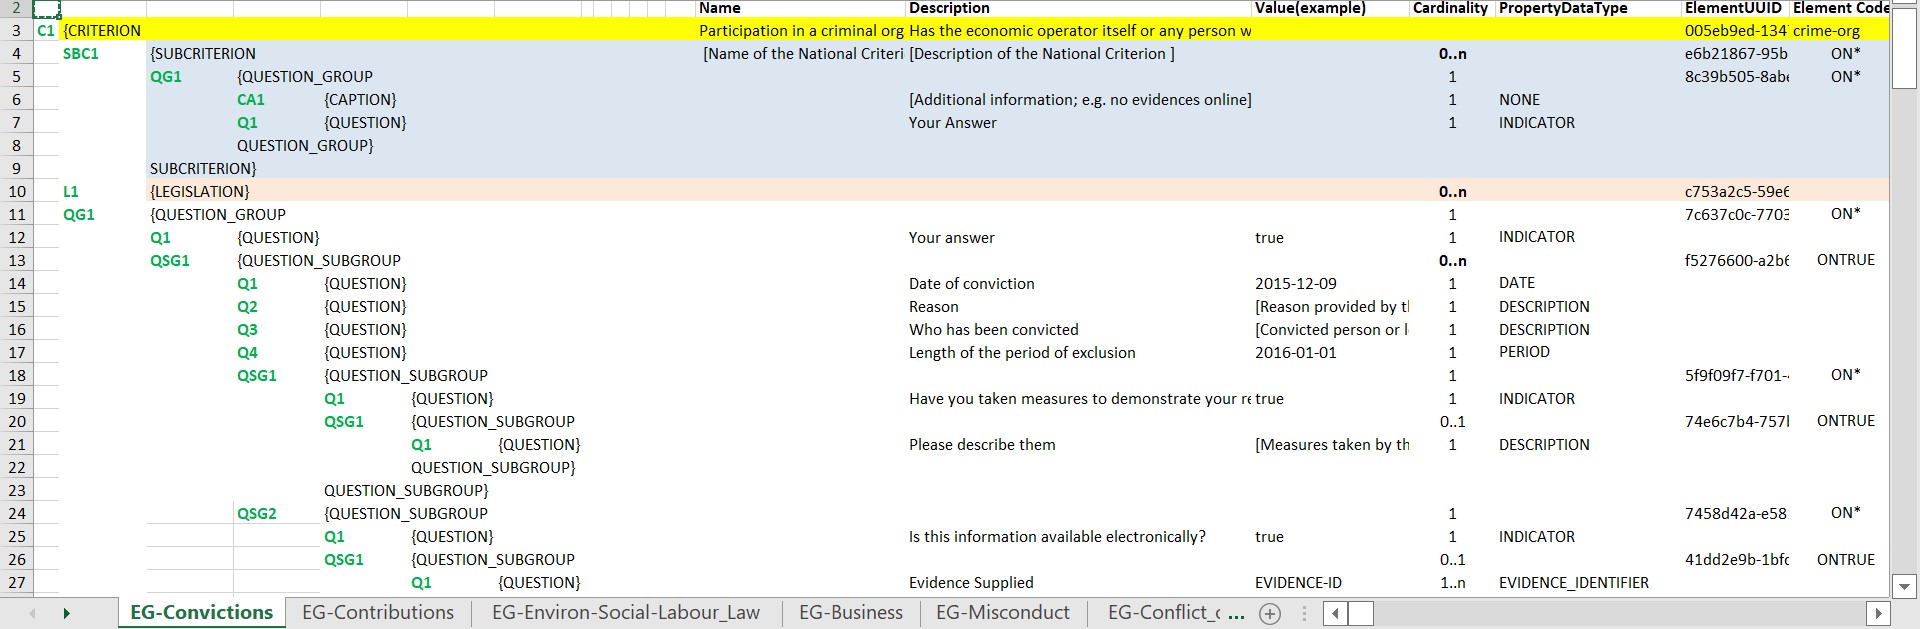 2 Name Description Value(example) Cardinality PropertyDataType ElementUUID Element Code
3 C1 {CRITERION Participation in a criminal org Has the economic operator itself or any person w 005eb9ed-134 crime-org
4 SBC1 {SUBCRITERION [Name of the National Criteri [Description of the National Criterion ] 0..n e6b21867-95b ON*
5 QG1 {QUESTION_GROUP 1 8c39b505-8abe ON*
6 CA1 {CAPTION} [Additional information; e.g. no evidences online] 1 NONE
7 Q1 {QUESTION} Your Answer 1 INDICATOR
8 QUESTION_GROUP}
9 SUBCRITERION}
10 L1 {LEGISLATION} 0..n c753a2c5-59e6
11 QG1 {QUESTION_GROUP 1 7c637c0c-7703 ON*
12 Q1 {QUESTION} Your answer true 1 INDICATOR
13 QSG1 {QUESTION_SUBGROUP 0..n f5276600-a2b6 ONTRUE
14 Q1 {QUESTION} Date of conviction 2015-12-09 1 DATE
15 Q2 {QUESTION} Reason [Reason provided by tl 1 DESCRIPTION
16 Q3 {QUESTION} Who has been convicted [Convicted person or l 1 DESCRIPTION
17 Q4 {QUESTION} Length of the period of exclusion 2016-01-01 1 PERIOD
18 QSG1 {QUESTION_SUBGROUP 1 5f9f09f7-f701- ON*
19 Q1 {QUESTION} Have you taken measures to demonstrate your re true 1 INDICATOR
20 QSG1 {QUESTION_SUBGROUP 0..1 74e6c7b4-757 ONTRUE
21 Q1 {QUESTION} Please describe them [Measures taken by th 1 DESCRIPTION
22 QUESTION_SUBGROUP}
23 QUESTION_SUBGROUP}
24 QSG2 {QUESTION_SUBGROUP 1 7458d42a-e58 ON*
25 Q1 {QUESTION} Is this information available electronically? true 1 INDICATOR
26 QSG1 {QUESTION_SUBGROUP 0..1 41dd2e9b-1bfc ONTRUE
27 Q1 {QUESTION} Evidence Supplied EVIDENCE-ID 1..n EVIDENCE_IDENTIFIER
EG-Convictions EG-Contributions EG-Environ-Social-Labour_Law EG-Business EG-Misconduct EG-Conflict_c ...